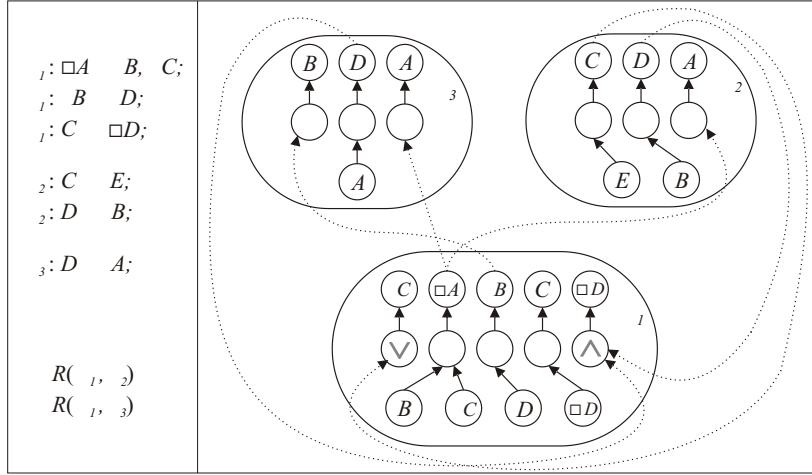 1: □A B, C;
1: B D;
1: C □D;
2: C E;
2: D B;
3: D A;
R( 1, 2)
R( 1, 3)
B D A
3
A
C D A
2
E B
C □A B C □D
1
∨ ∧
B C D □D